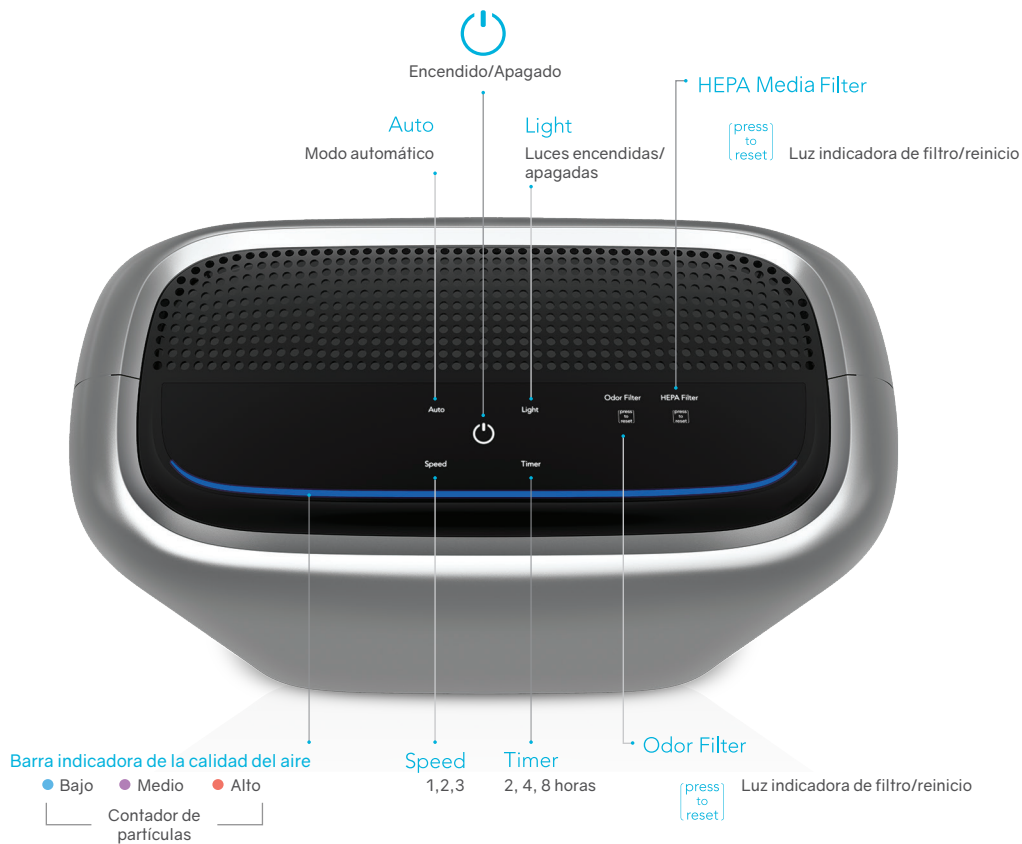 Encendido/Apagado
HEPA Media Filter
press
to
reset
Luz indicadora de filtro/reinicio
Auto
Modo automático
Light
Luces encendidas/
apagadas
Odor Filter
press
to
reset
HEPA Filter
press
to
reset
Auto
Light
Speed
Timer
Barra indicadora de la calidad del aire
Bajo
Medio
Alto
Contador de
partículas
Speed
1,2,3
Timer
2, 4, 8 horas
Odor Filter
press
to
reset
Luz indicadora de filtro/reinicio